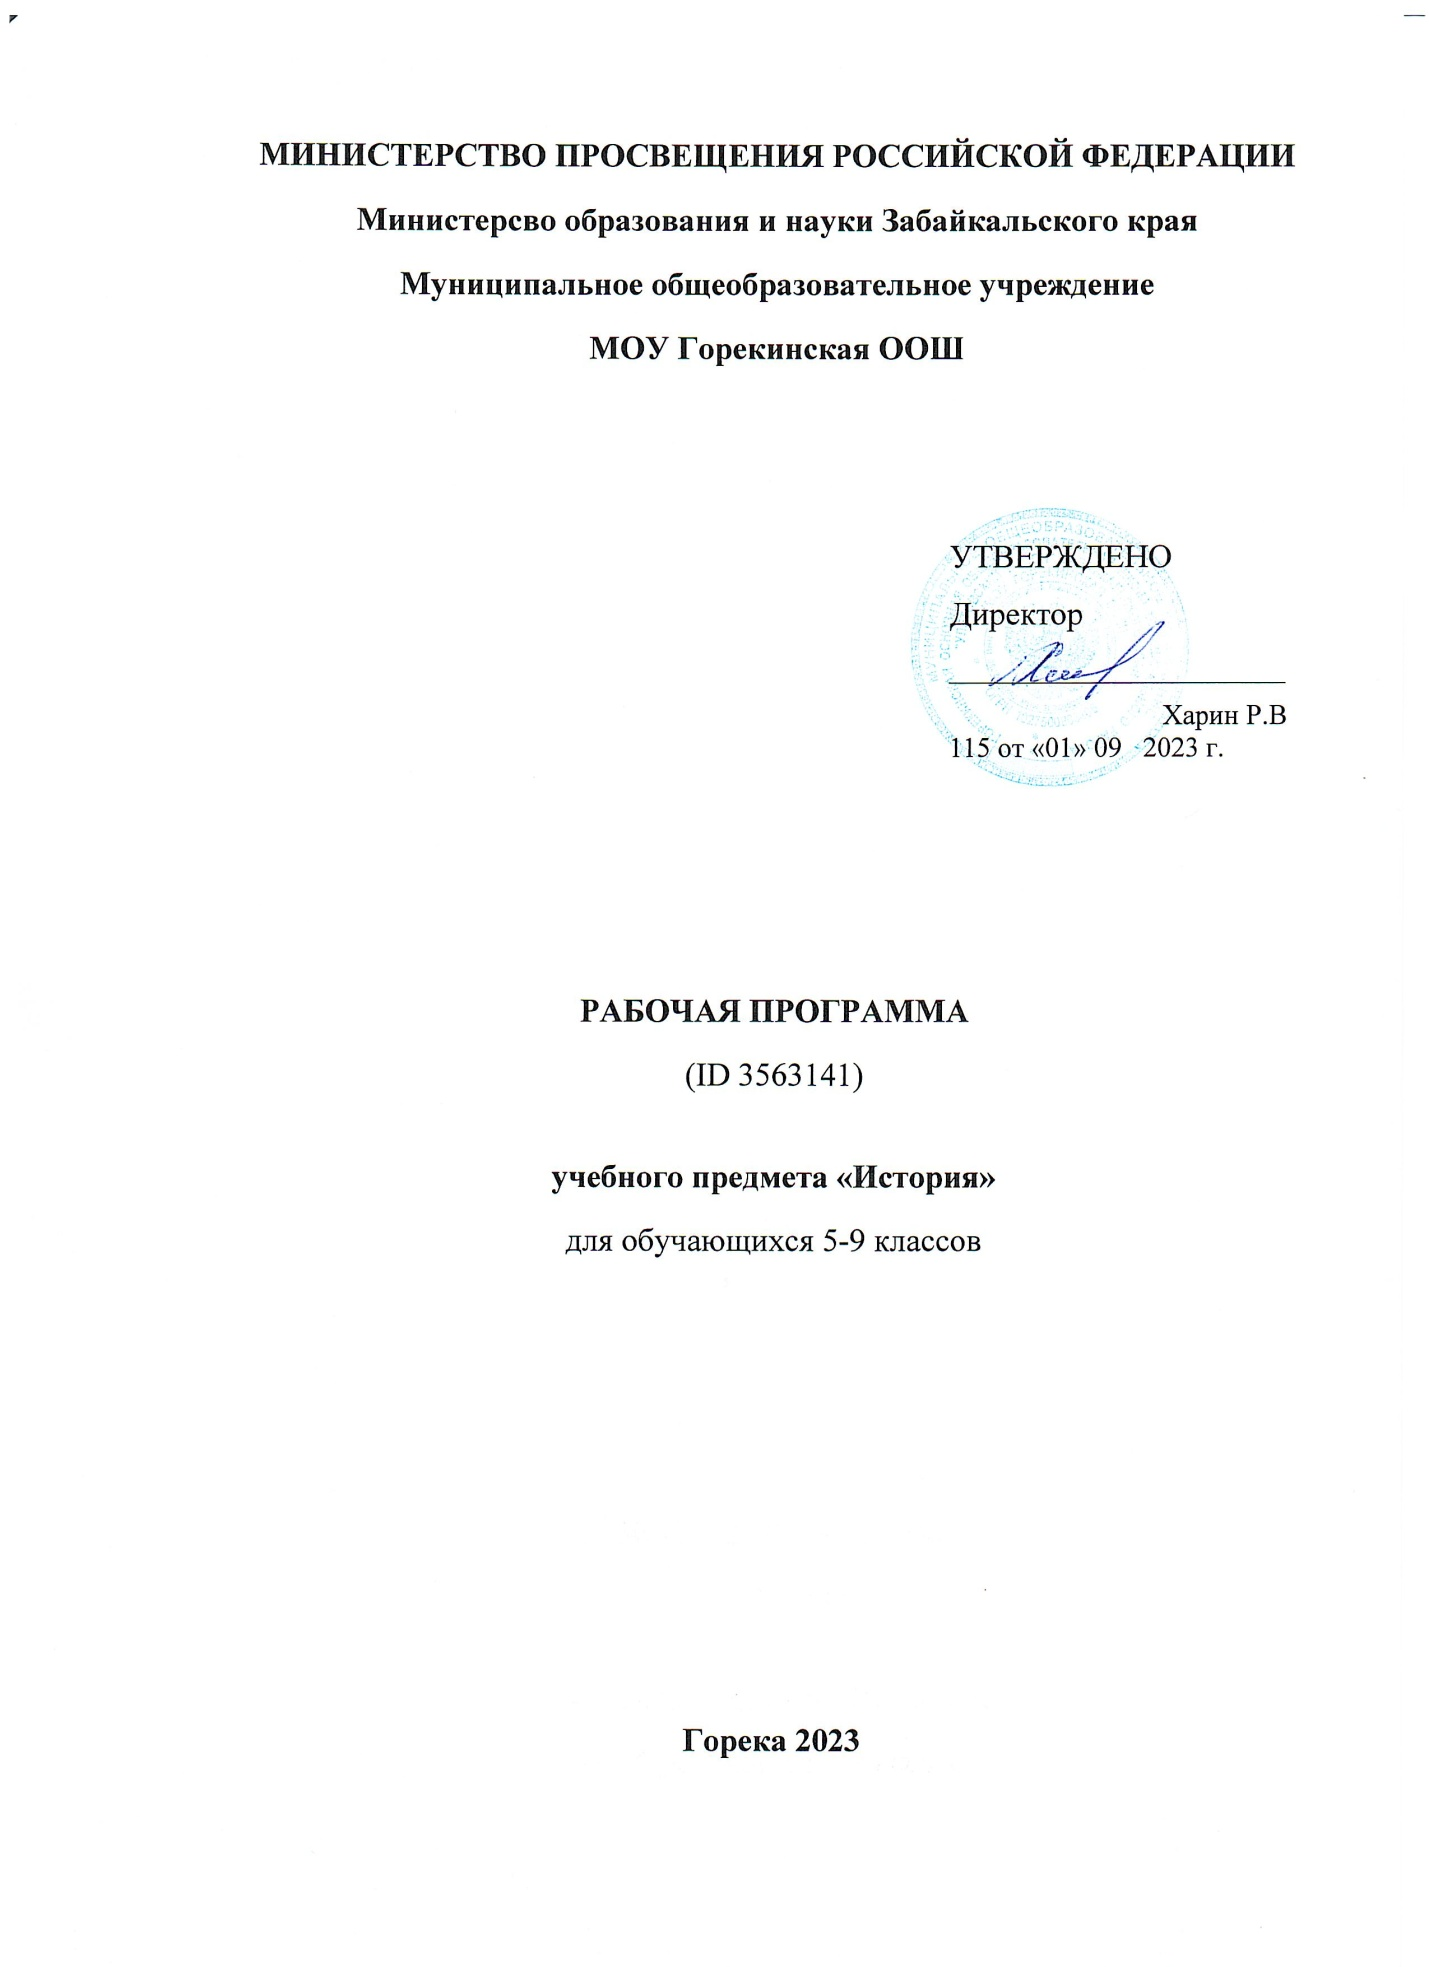 МИНИСТЕРСТВО ПРОСВЕЩЕНИЯ РОССИЙСКОЙ ФЕДЕРАЦИИ
Министерсво образования и науки Забайкальского края
Муниципальное общеобразовательное учреждение
МОУ Горекинская ООШ
УТВЕРЖДЕНО
Директор
Харин Р.В
115 от «01» 09 2023 г.
РАБОЧАЯ ПРОГРАММА
(ID 3563141)
учебного предмета «История»
для обучающихся 5-9 классов
Горека 2023